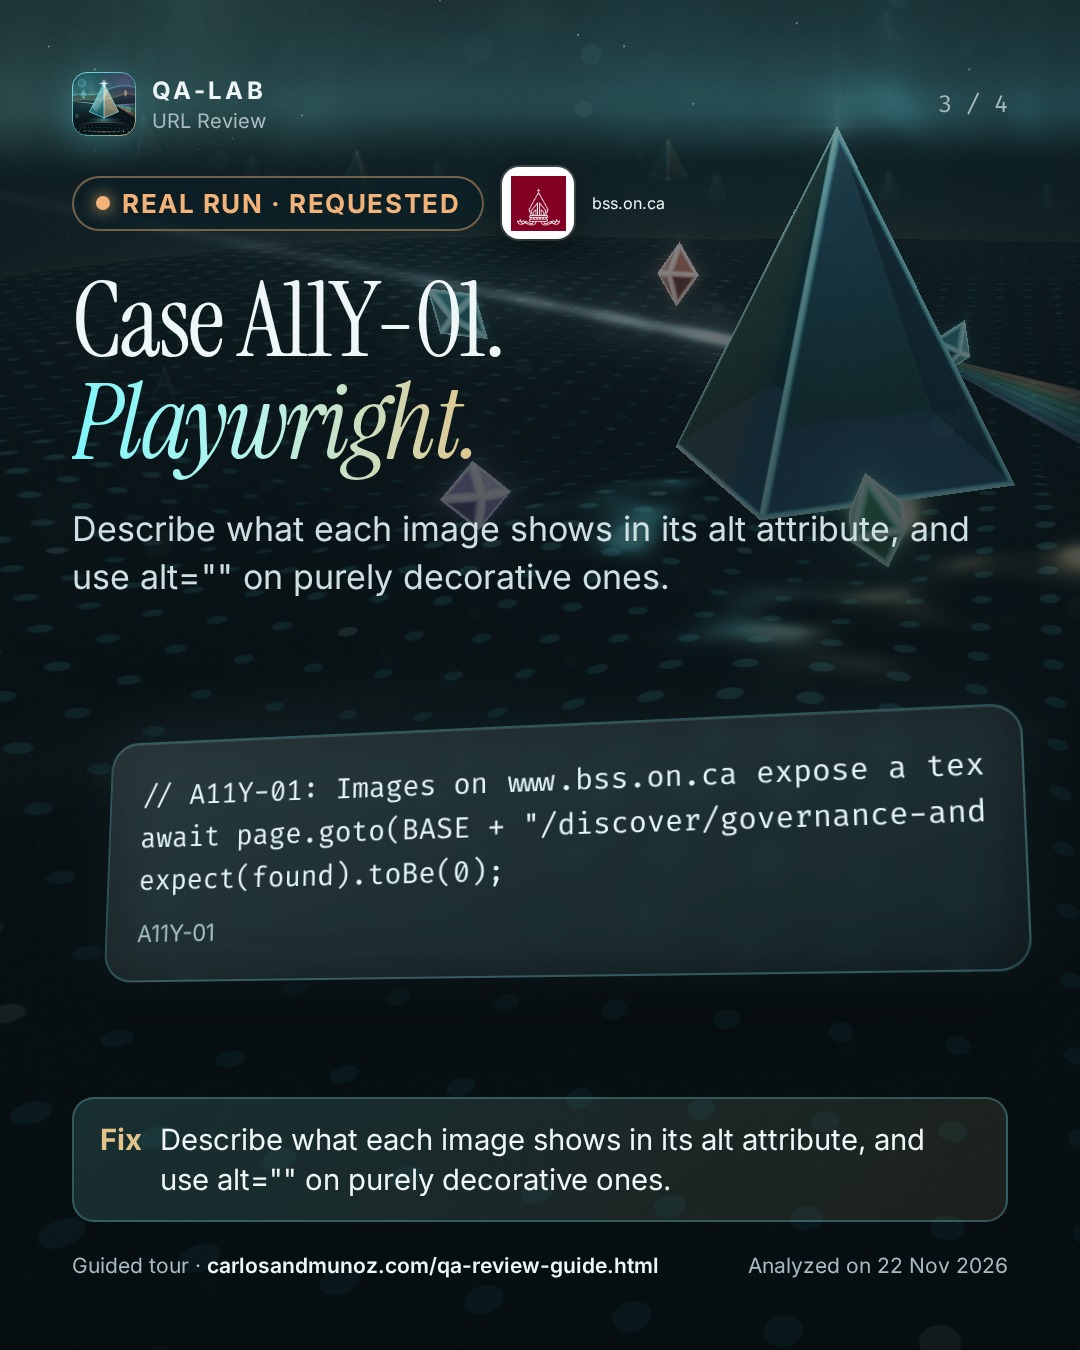 QA-LAB
URL Review
3 / 4
REAL RUN · REQUESTED
bss.on.ca
Case A11Y-01.
Playwright.
Describe what each image shows in its alt attribute, and
use alt="" on purely decorative ones.
// A11Y-01: Images on www.bss.on.ca expose a tex
await page.goto(BASE + "/discover/governance-and
expect(found).toBe(0);
A11Y-01
Fix Describe what each image shows in its alt attribute, and
use alt="" on purely decorative ones.
Guided tour · carlosandmunoz.com/qa-review-guide.html
Analyzed on 22 Nov 2026